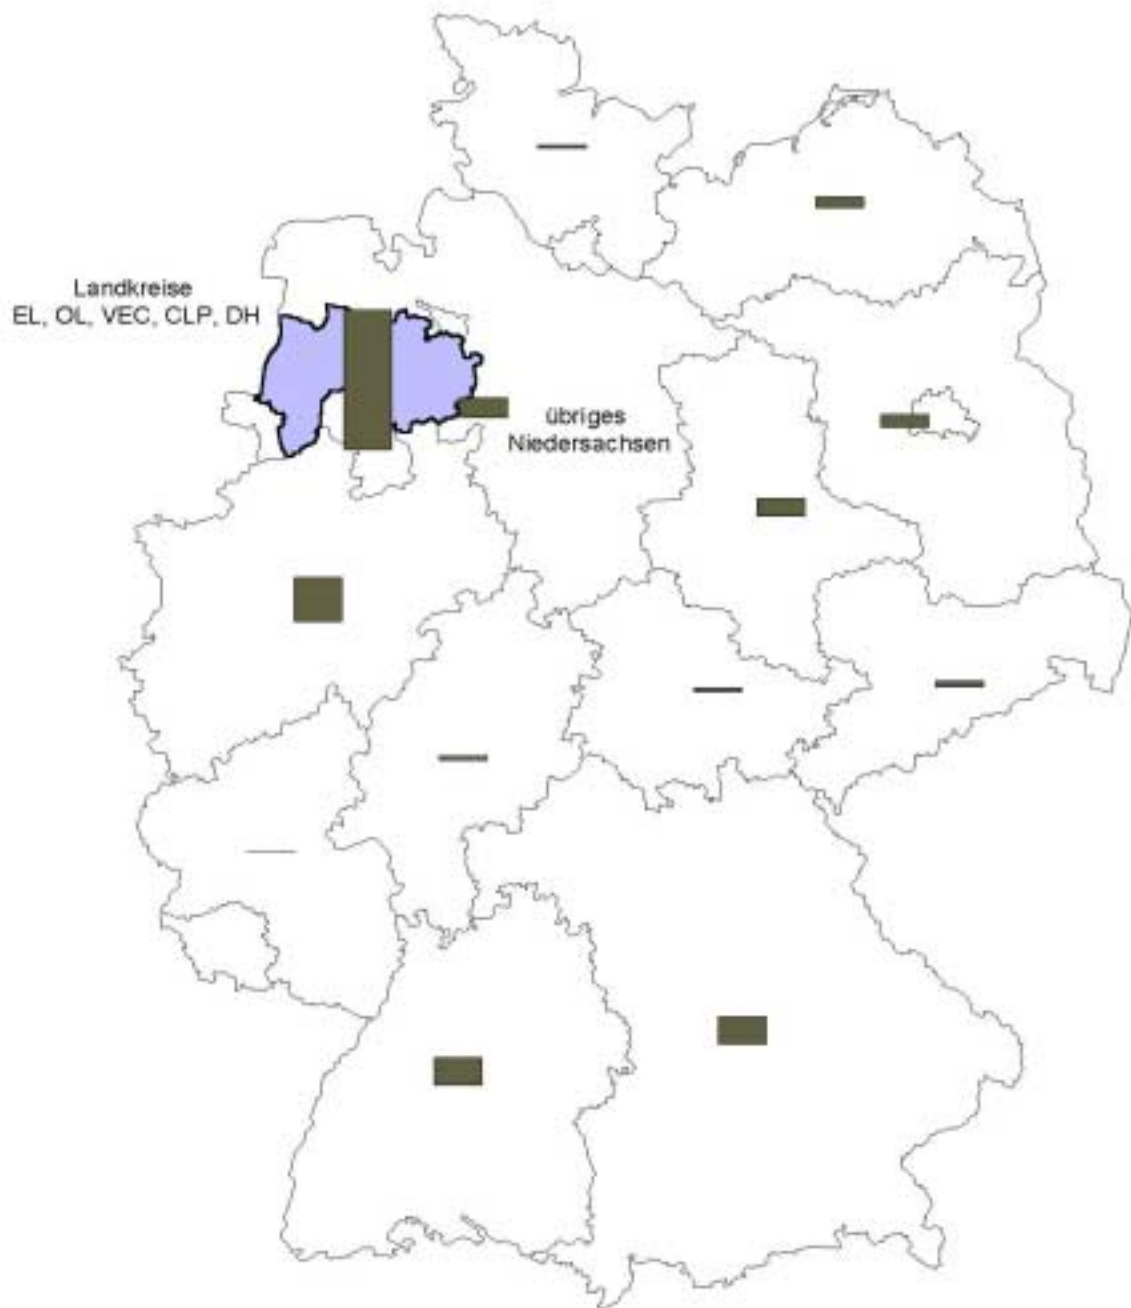 Landkreise
EL, OL, VEC, CLP, DH
übriges
Niedersachsen